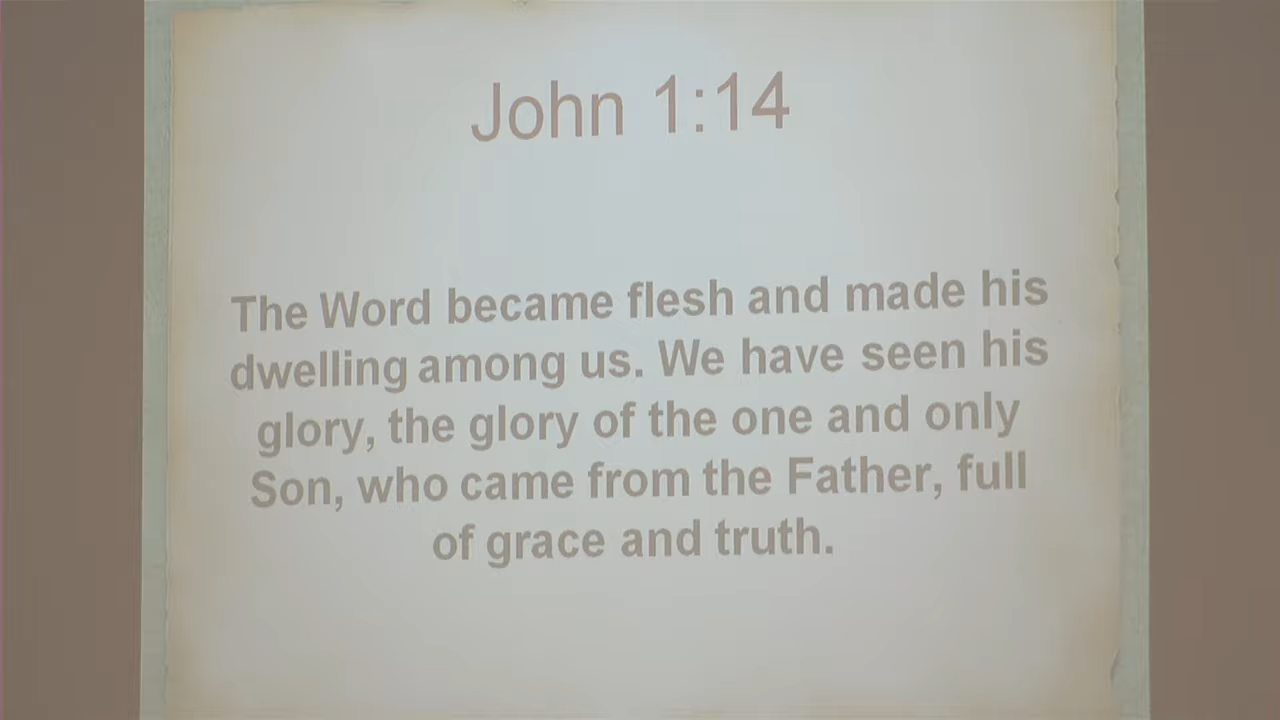 John 1:14
The Word became flesh and made his
dwelling among us. We have seen his
glory, the glory of the one and only
Son, who came from the Father, full
of grace and truth.